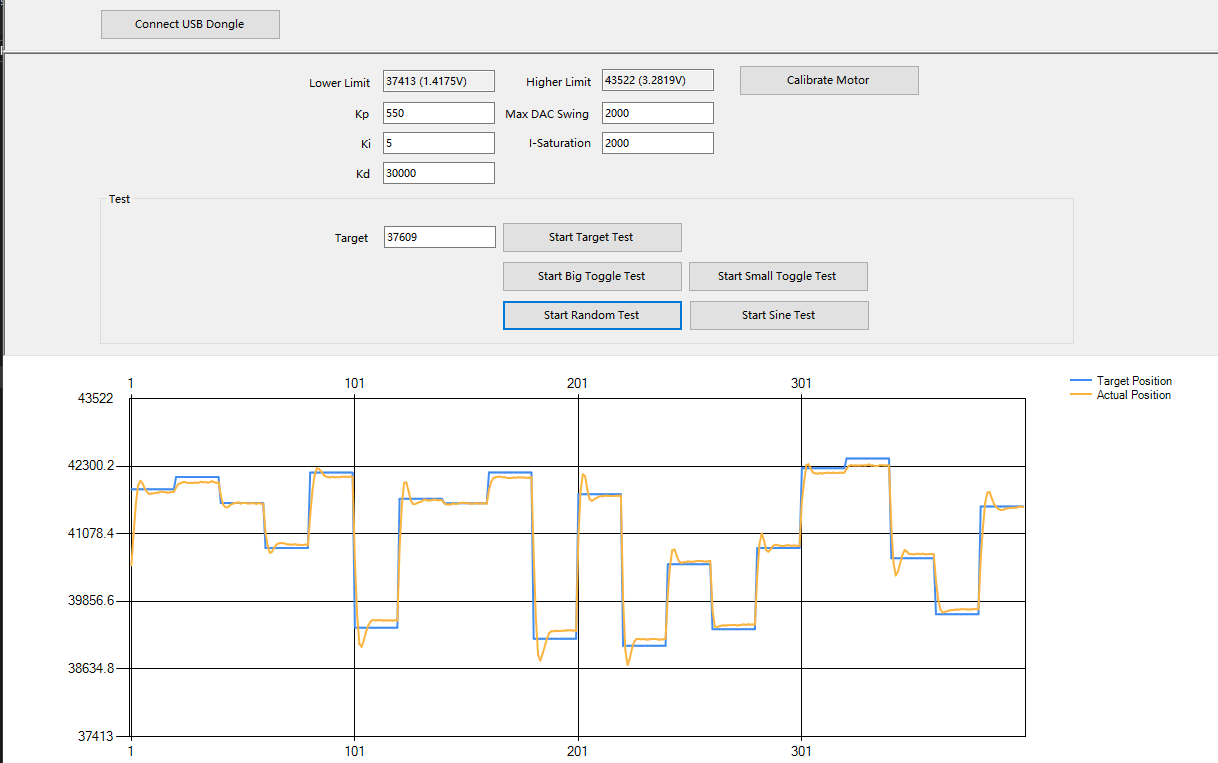 Connect USB Dongle
Lower Limit 37413 (1.4175V) Higher Limit 43522 (3.2819V) Calibrate Motor
Kp 550 Max DAC Swing 2000
Ki 5 I-Saturation 2000
Kd 30000
Test
Target 37609 Start Target Test
Start Big Toggle Test Start Small Toggle Test
Start Random Test Start Sine Test
1 101 201 301
Target Position
Actual Position
43522
42300.2
41078.4
39856.6
38634.8
37413
1 101 201 301